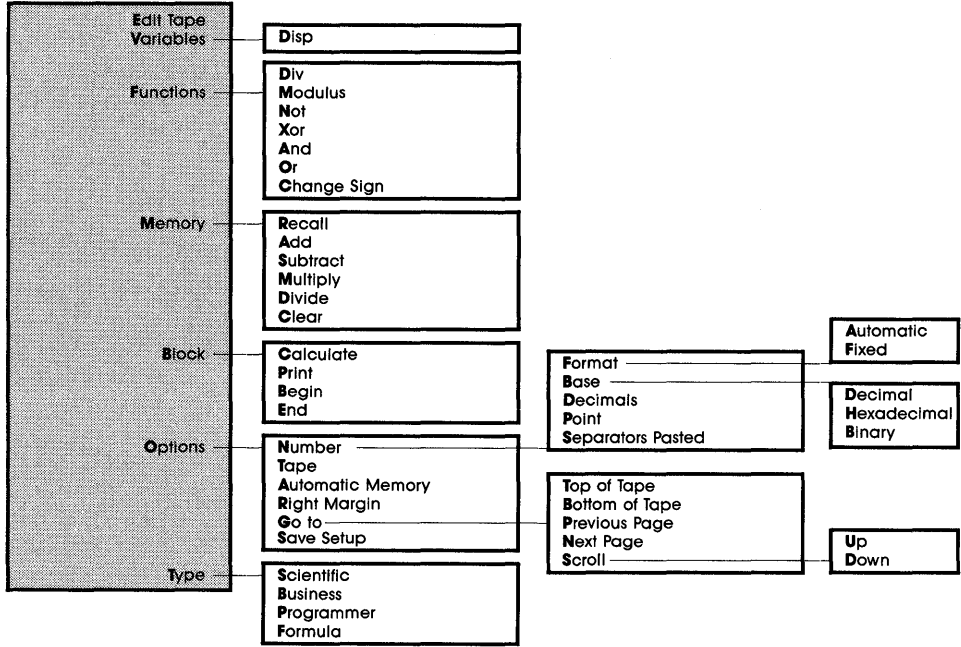 Edit Tape
Variables
Disp
Functions
Div
Modulus
Not
Xor
And
Or
Change Sign
Memory
Recall
Add
Subtract
Multiply
Divide
Clear
Block
Calculate
Print
Begin
End
Options
Number
Tape
Automatic Memory
Right Margin
Go to
Save Setup
Format
Base
Decimals
Point
Separators Pasted
Automatic
Fixed
Decimal
Hexadecimal
Binary
Top of Tape
Bottom of Tape
Previous Page
Next Page
Scroll
Up
Down
Type
Scientific
Business
Programmer
Formula